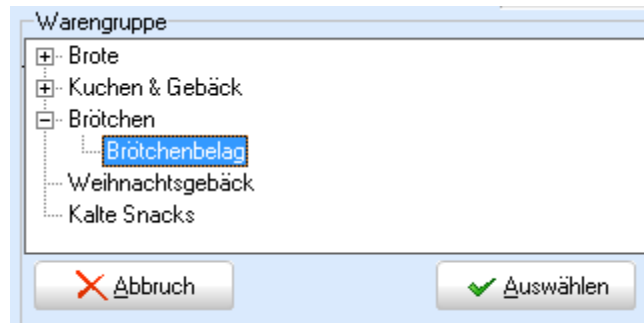 Warengruppe
Brote
Kuchen & Gebäck
Brötchen
Brötchenbelag
Weihnachtsgebäck
Kalte Snacks
Abbruch
Auswählen